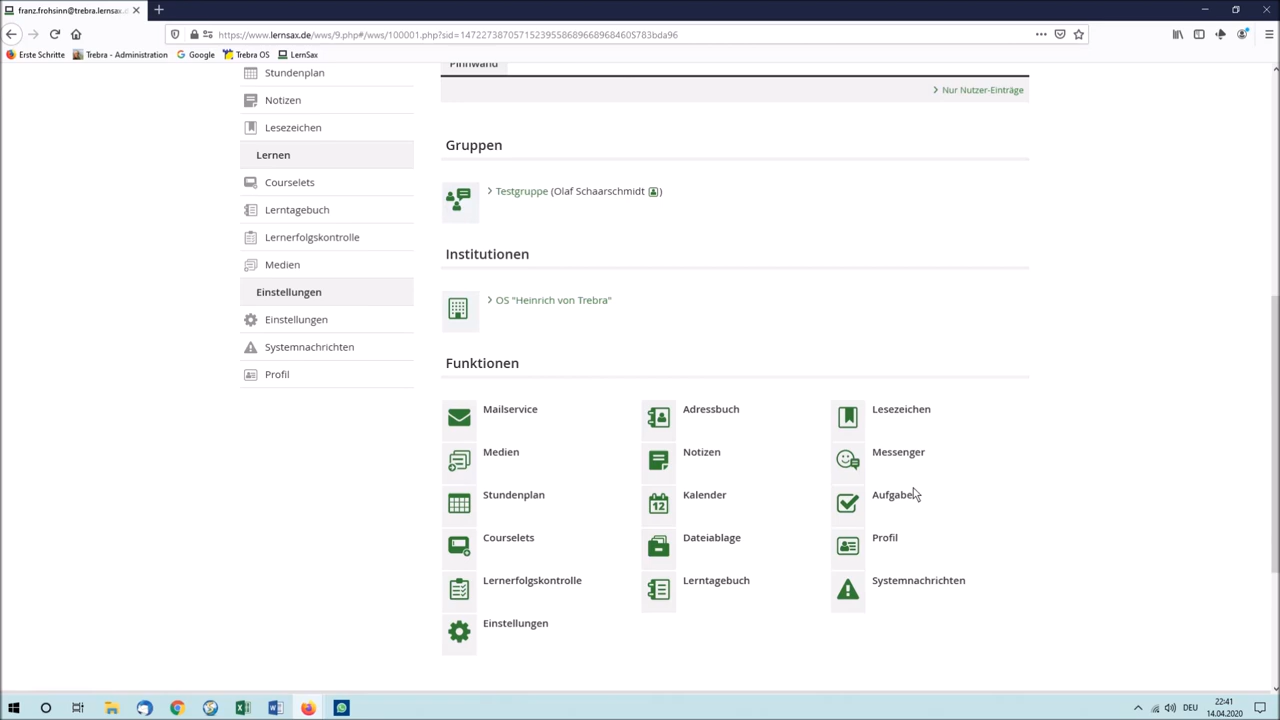 franz.frohsinn@trebra.lernsax.d
https://www.lernsax.de/wws/9.php#/wws/100001.php?sid=14722738705715239558689668968460578​3bda96
Erste Schritte Trebra - Administration Google Trebra OS LernSax
Stundenplan
Notizen
Lesezeichen
Lernen
Courselets
Lerntagebuch
Lernerfolgskontrolle
Medien
Einstellungen
Einstellungen
Systemnachrichten
Profil
Pinnwand
Nur Nutzer-Einträge
Gruppen
Testgruppe (Olaf Schaarschmidt )
Institutionen
OS "Heinrich von Trebra"
Funktionen
Mailservice Adressbuch Lesezeichen
Medien Notizen Messenger
Stundenplan Kalender Aufgaben
12
Courselets Dateiablage Profil
Lernerfolgskontrolle Lerntagebuch Systemnachrichten
Einstellungen
DEU
22:41
14.04.2020